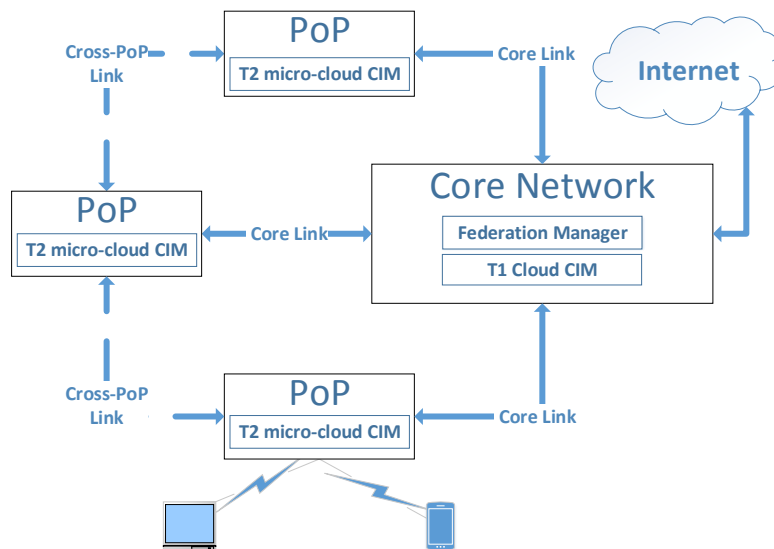 PoP
T2 micro-cloud CIM
Cross-PoP
Link
Core Link
Internet
Core Network
Federation Manager
T1 Cloud CIM
PoP
T2 micro-cloud CIM
Core Link
Cross-PoP
Link
PoP
T2 micro-cloud CIM
Core Link